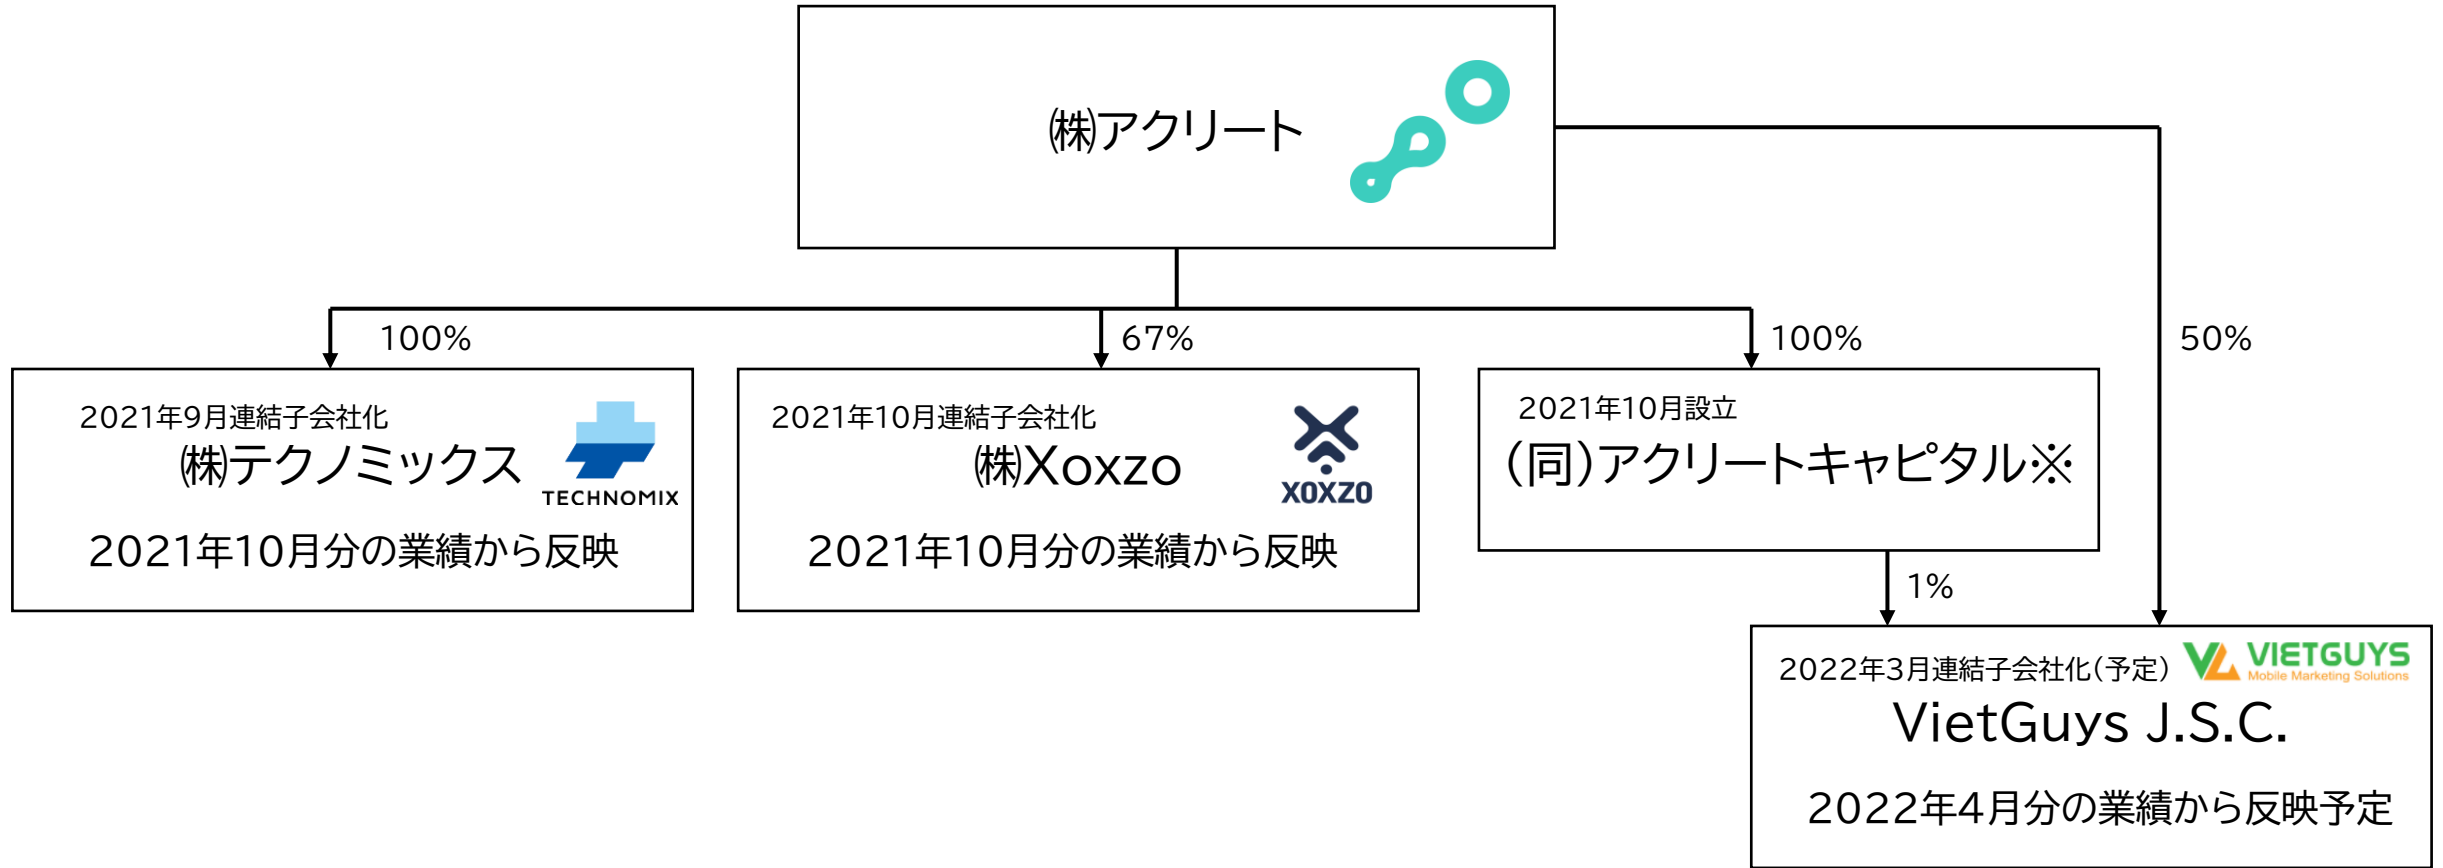 ㈱アクリート
100%
67%
100%
50%
2021年9月連結子会社化
㈱テクノミックス
TECHNOMIX
2021年10月分の業績から反映
2021年10月連結子会社化
㈱Xoxzo
XOXZO
2021年10月分の業績から反映
2021年10月設立
(同)アクリートキャピタル※
1%
2022年3月連結子会社化(予定)
VIETGUYS
Mobile Marketing Solutions
VietGuys J.S.C.
2022年4月分の業績から反映予定